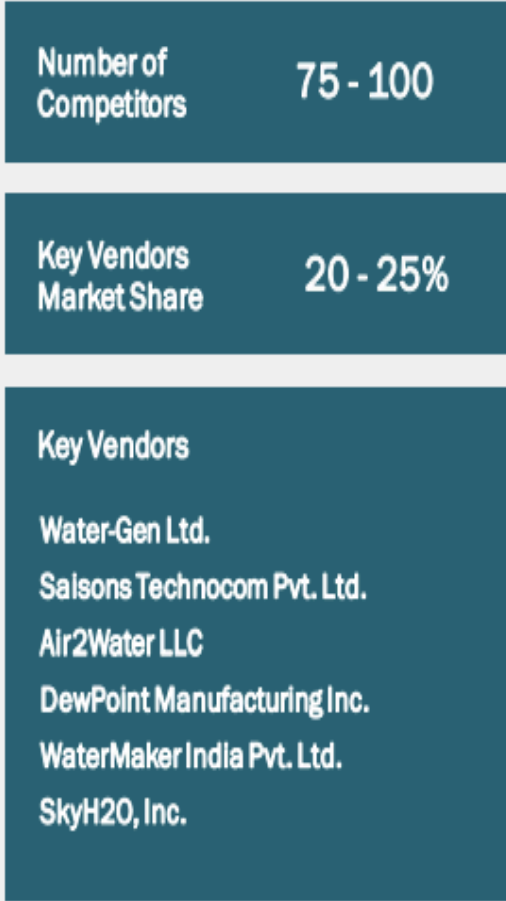 Number of
Competitors
75 - 100
Key Vendors
Market Share
20 - 25%
Key Vendors
Water-Gen Ltd.
Saisons Technocom Pvt. Ltd.
Air2Water LLC
DewPoint Manufacturing Inc.
WaterMaker India Pvt. Ltd.
SkyH2O, Inc.